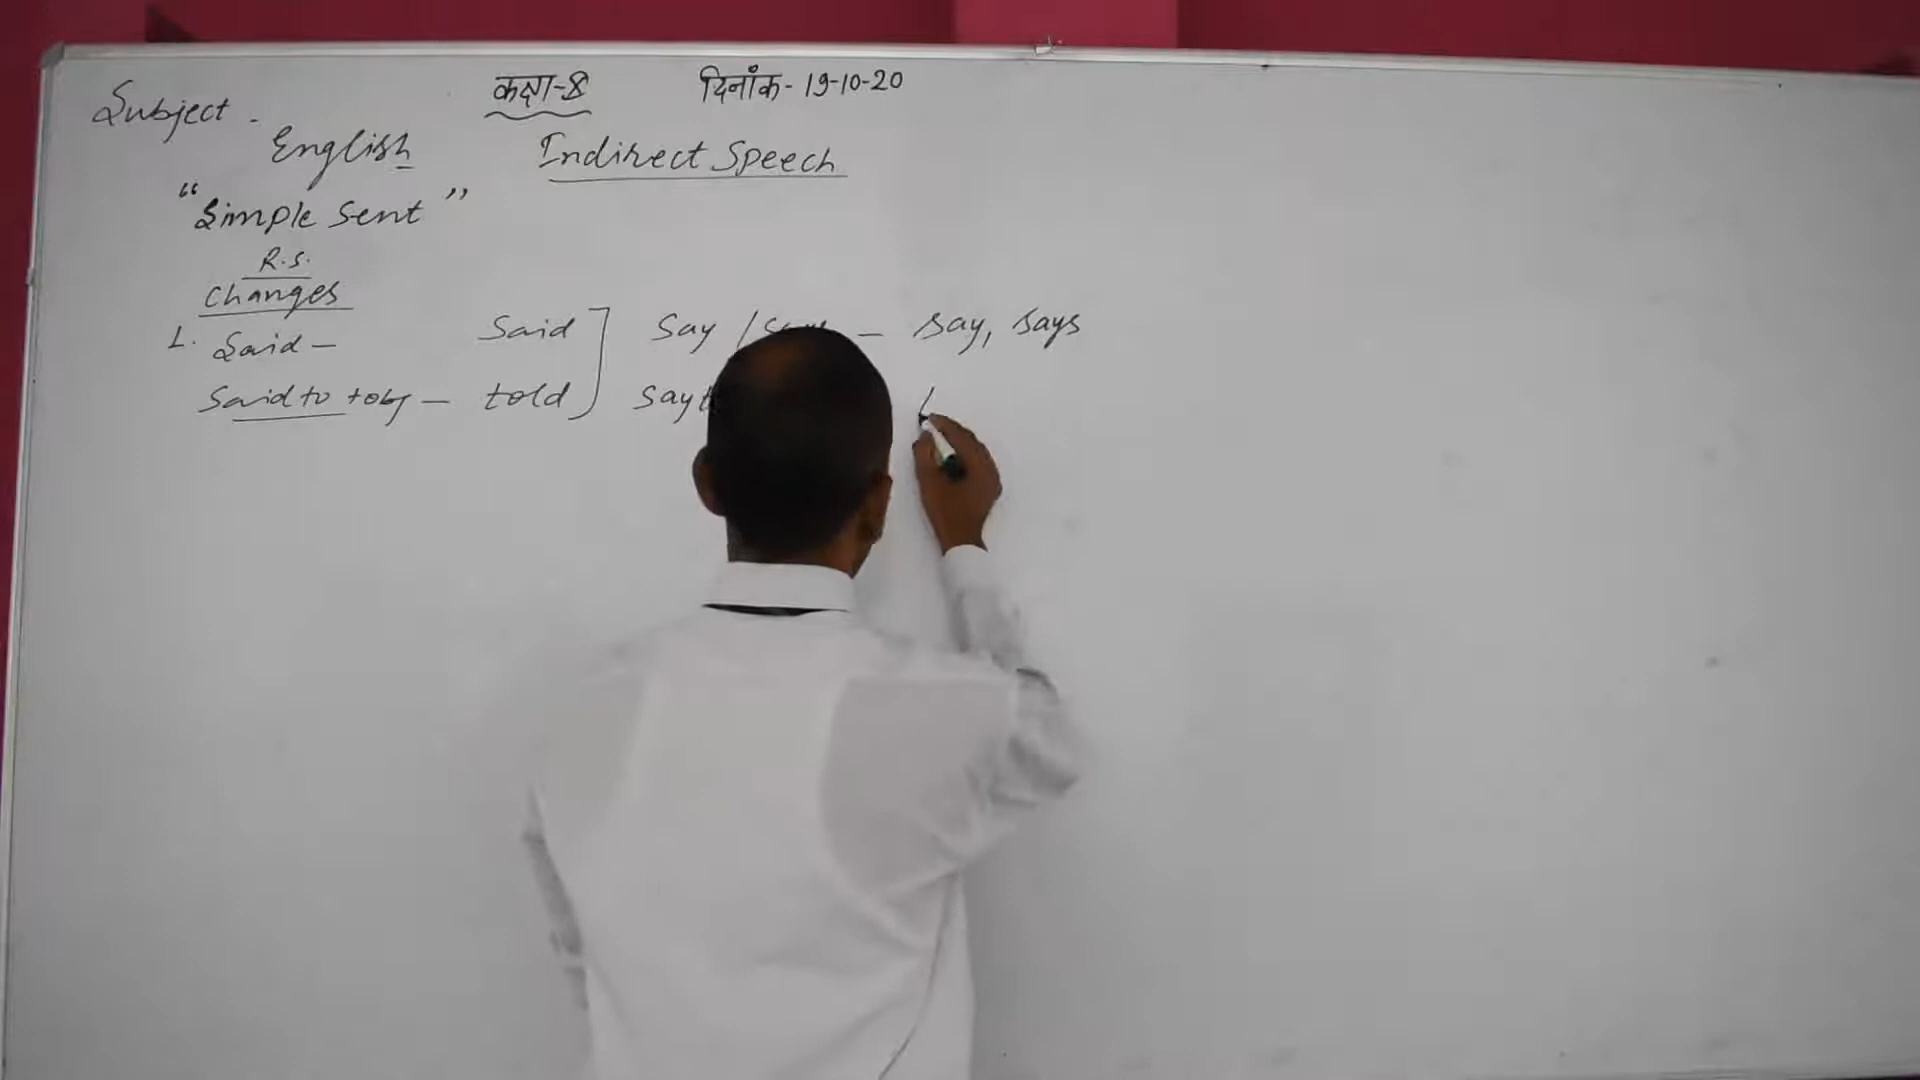 Subject. कक्षा-8 दिनांक- 19-10-20
English Indirect Speech
"Simple Sent"
R.S.
Changes
1. Said - Said ] Say / - say, says
Said to + obj - told ] say